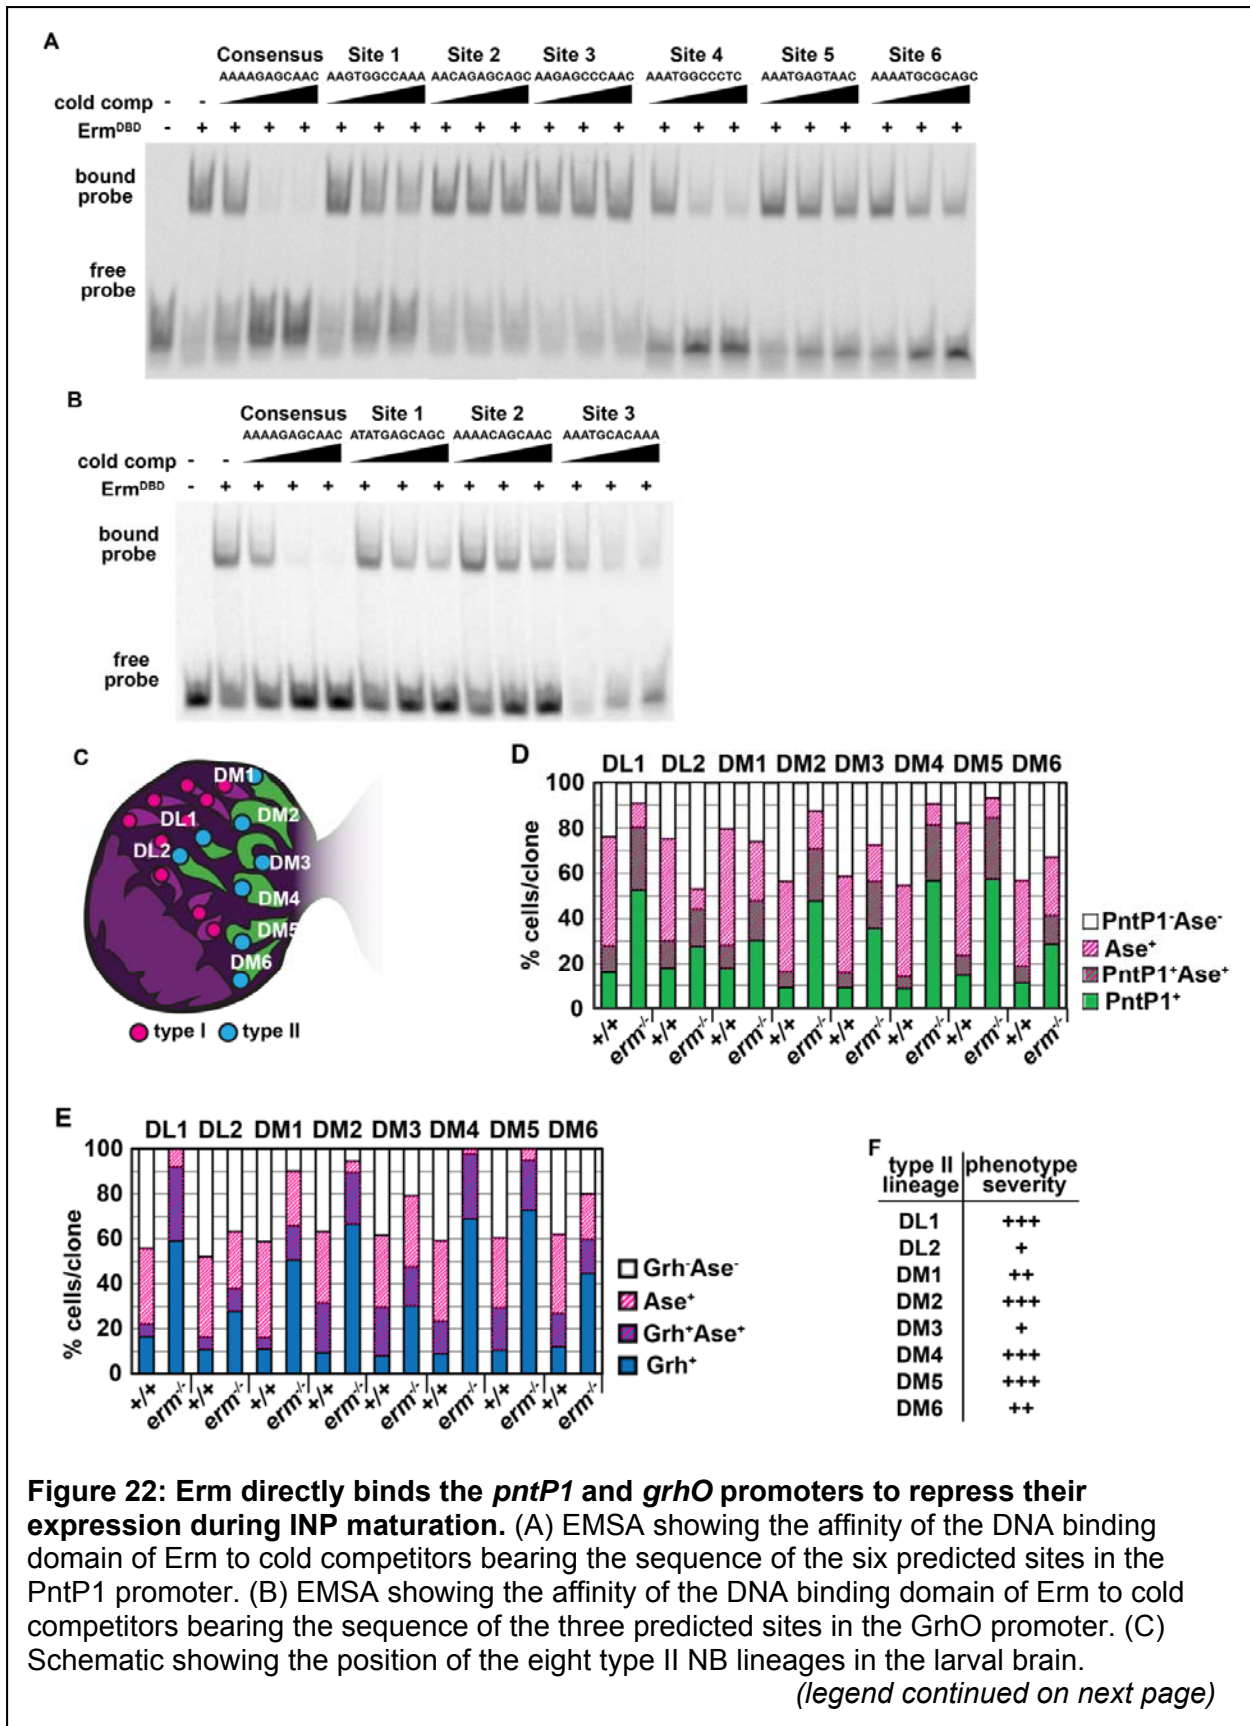 A
Consensus Site 1 Site 2 Site 3 Site 4 Site 5 Site 6
AAAAGAGCAAC AAGTGGCCAAA AACAGAGCAGC AAGAGCCCAAC AAATGGCCCTC AAATGAGTAAC AAAATGCGCAGC
cold comp - -
Erm^DBD - + + + + + + + + + + + + + + + + + + + + +
bound
probe
free
probe
B
Consensus Site 1 Site 2 Site 3
AAAAGAGCAAC ATATGAGCAGC AAAACAGCAAC AAATGCACAAA
cold comp - -
Erm^DBD - + + + + + + + + + + + + +
bound
probe
free
probe
C
DM1
DM2
DL1
DL2
DM3
DM4
DM5
DM6
type I type II
D
DL1 DL2 DM1 DM2 DM3 DM4 DM5 DM6
% cells/clone
100
80
60
40
20
0
+/+ erm-/- +/+ erm-/- +/+ erm-/- +/+ erm-/- +/+ erm-/- +/+ erm-/- +/+ erm-/- +/+ erm-/-
PntP1-Ase-
Ase+
PntP1+Ase+
PntP1+
E
DL1 DL2 DM1 DM2 DM3 DM4 DM5 DM6
% cells/clone
100
80
60
40
20
0
+/+ erm-/- +/+ erm-/- +/+ erm-/- +/+ erm-/- +/+ erm-/- +/+ erm-/- +/+ erm-/- +/+ erm-/-
Grh-Ase-
Ase+
Grh+Ase+
Grh+
F
type II phenotype
lineage severity
DL1 +++
DL2 +
DM1 ++
DM2 +++
DM3 +
DM4 +++
DM5 +++
DM6 ++
Figure 22: Erm directly binds the pntP1 and grhO promoters to repress their
expression during INP maturation. (A) EMSA showing the affinity of the DNA binding
domain of Erm to cold competitors bearing the sequence of the six predicted sites in the
PntP1 promoter. (B) EMSA showing the affinity of the DNA binding domain of Erm to cold
competitors bearing the sequence of the three predicted sites in the GrhO promoter. (C)
Schematic showing the position of the eight type II NB lineages in the larval brain.
(legend continued on next page)